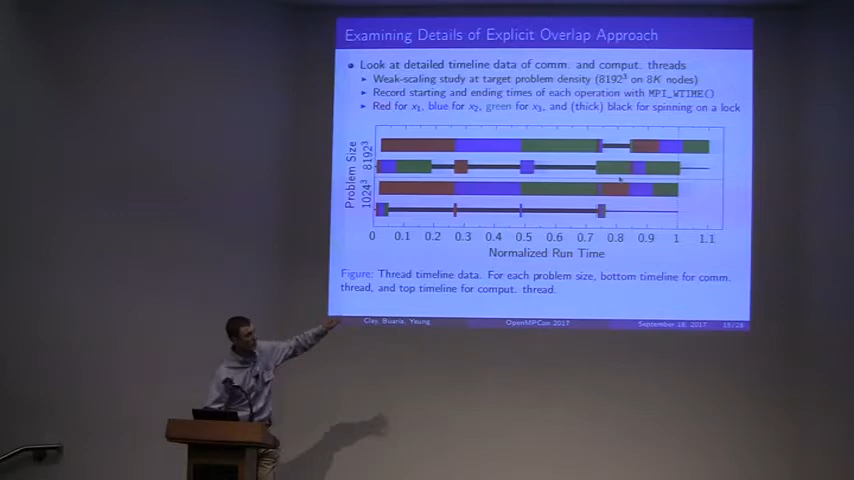 Examining Details of Explicit Overlap Approach
Look at detailed timeline data of comm. and comput. threads
Weak-scaling study at target problem density (8192³ on 8K nodes)
Record starting and ending times of each operation with MPI_WTIME()
Red for x₁, blue for x₂, green for x₃, and (thick) black for spinning on a lock
Problem Size
8192³
1024³
0 0.1 0.2 0.3 0.4 0.5 0.6 0.7 0.8 0.9 1 1.1
Normalized Run Time
Figure: Thread timeline data. For each problem size, bottom timeline for comm.
thread, and top timeline for comput. thread.
Clay, Buaria, Yeung OpenMPCon 2017 September 18, 2017 15/28